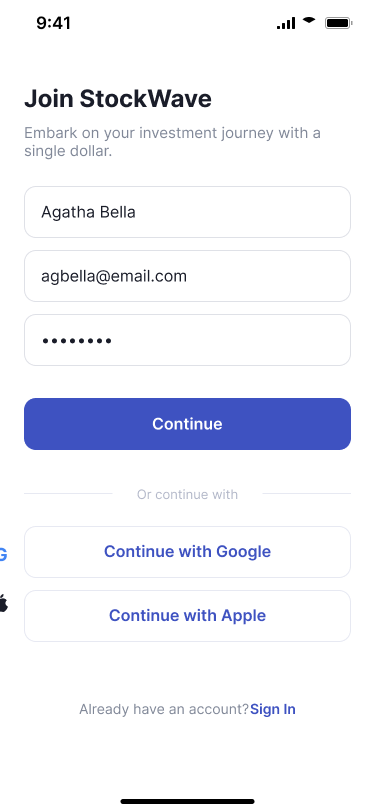 9:41
Join StockWave
Embark on your investment journey with a
single dollar.
Agatha Bella
agbella@email.com
••••••••
Continue
Or continue with
Continue with Google
Continue with Apple
Already have an account?Sign In